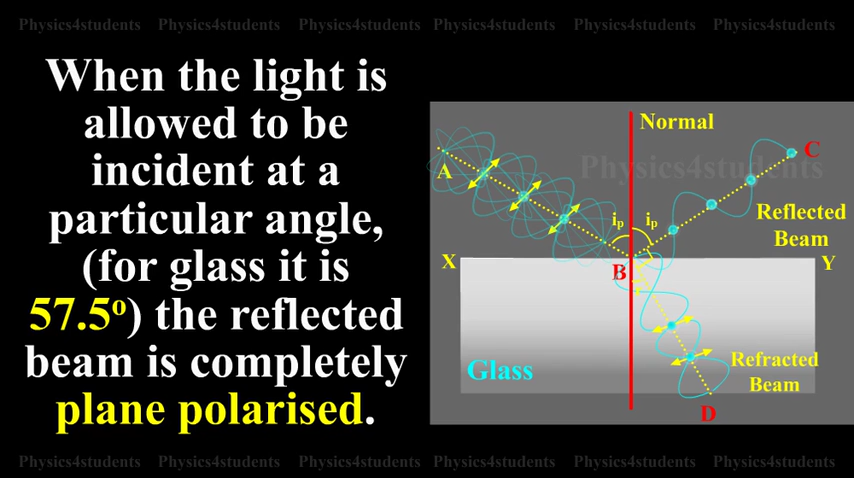 Physics4students Physics4students Physics4students Physics4students Physics4students Physics4students
When the light is
allowed to be
incident at a
particular angle,
(for glass it is
57.5º) the reflected
beam is completely
plane polarised.
Normal
Physics4students
A
C
iₚ iₚ
Reflected
Beam
X
B
Y
Glass
Refracted
Beam
D
Physics4students Physics4students Physics4students Physics4students Physics4students Physics4students